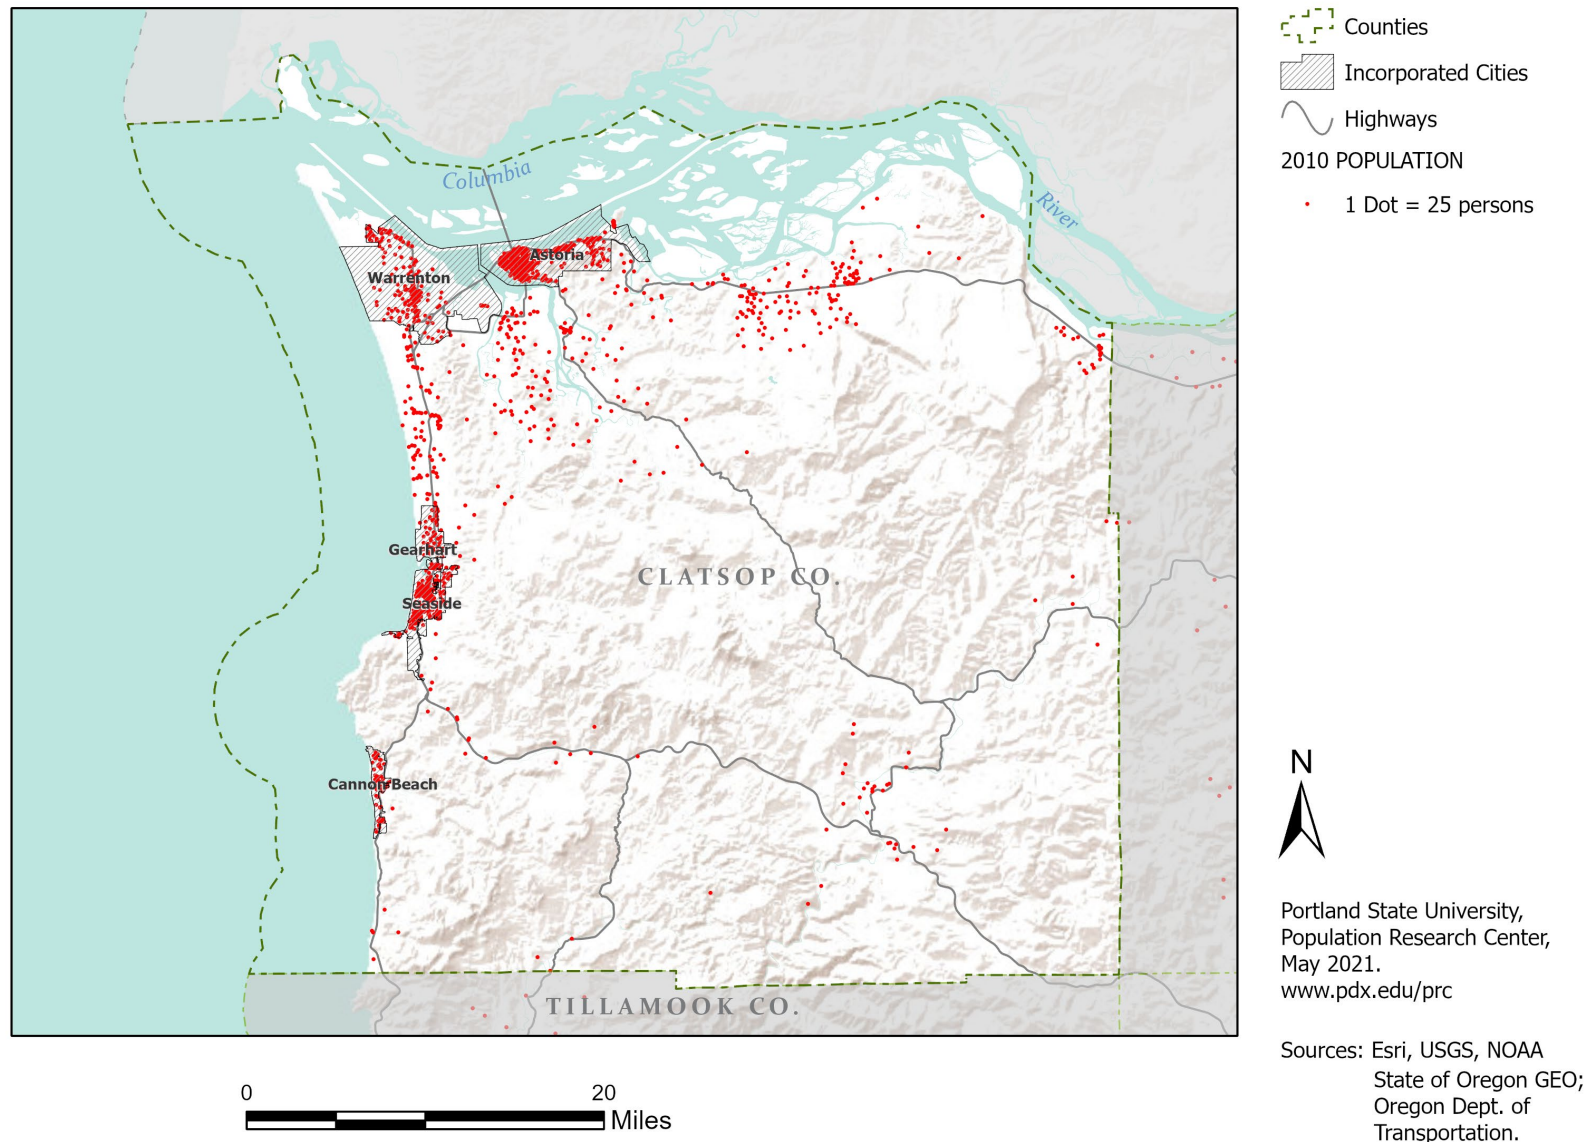 Counties
Incorporated Cities
Highways
2010 POPULATION
1 Dot = 25 persons
Columbia
River
Astoria
Warrenton
Gearhart
CLATSOP CO.
Seaside
Cannon Beach
TILLAMOOK CO.
N
Portland State University,
Population Research Center,
May 2021.
www.pdx.edu/prc
Sources: Esri, USGS, NOAA
State of Oregon GEO;
Oregon Dept. of
Transportation.
0 20
Miles